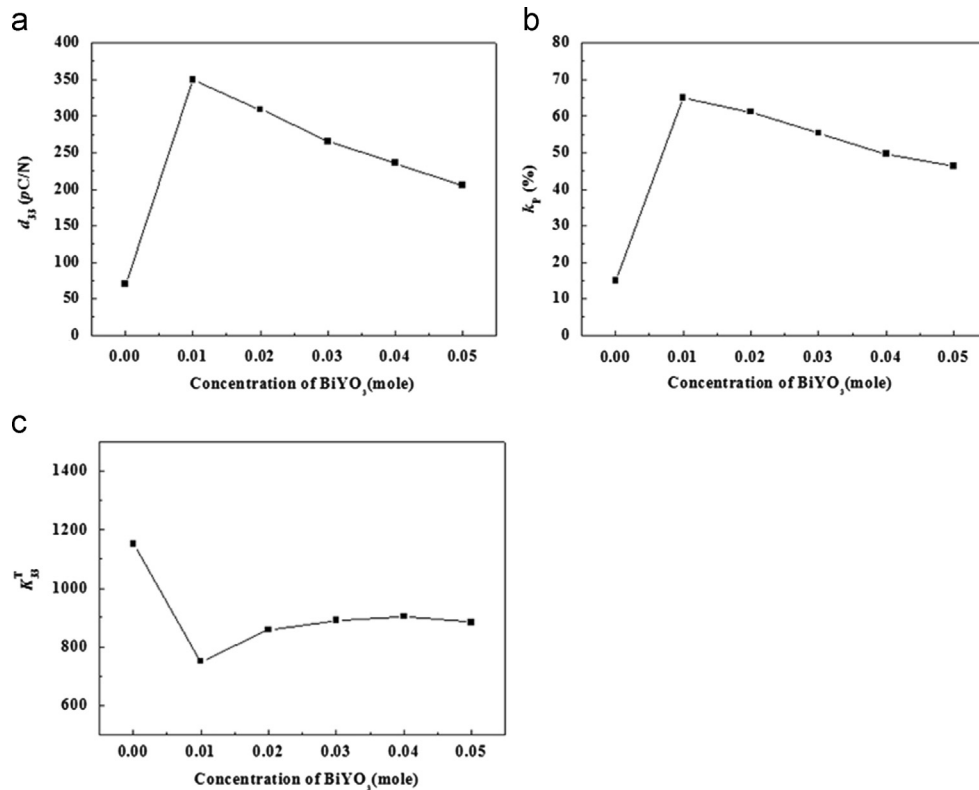 a
400
350
300
250
200
150
100
50
0
d₃₃ (pC/N)
0.00 0.01 0.02 0.03 0.04 0.05
Concentration of BiYO₃(mole)
b
80
70
60
50
40
30
20
10
0
kₚ (%)
0.00 0.01 0.02 0.03 0.04 0.05
Concentration of BiYO₃(mole)
c
1400
1200
1000
800
600
K₃₃ᵀ
0.00 0.01 0.02 0.03 0.04 0.05
Concentration of BiYO₃(mole)